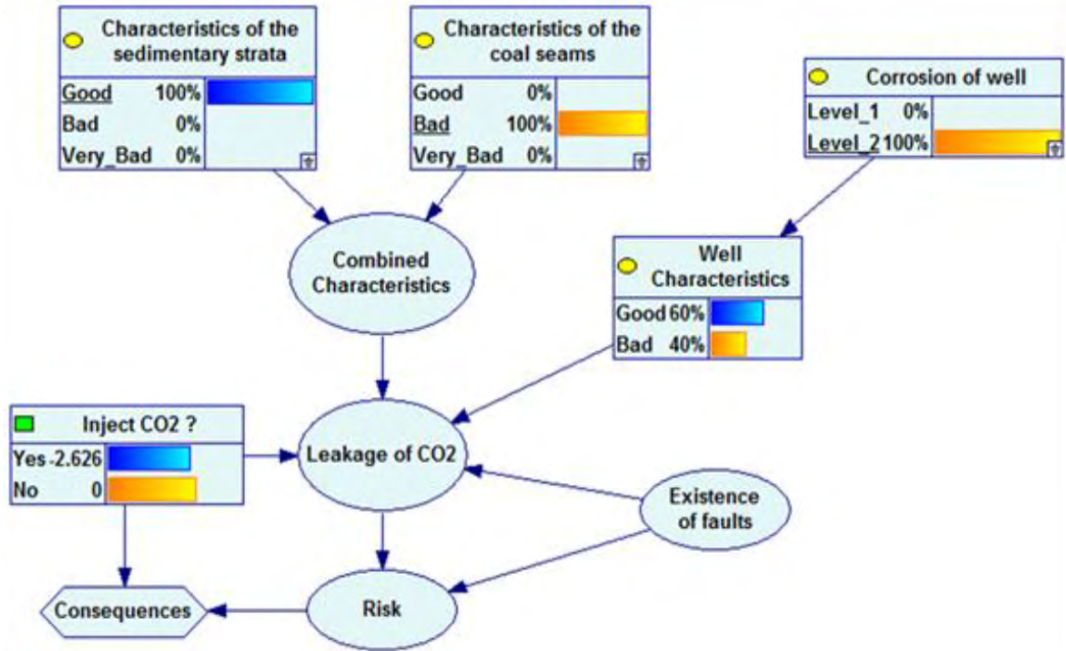 Characteristics of the
sedimentary strata
Good 100%
Bad 0%
Very_Bad 0%
Characteristics of the
coal seams
Good 0%
Bad 100%
Very_Bad 0%
Corrosion of well
Level_1 0%
Level_2 100%
Combined
Characteristics
Well
Characteristics
Good 60%
Bad 40%
Inject CO2 ?
Yes -2.626
No 0
Leakage of CO2
Existence
of faults
Consequences
Risk